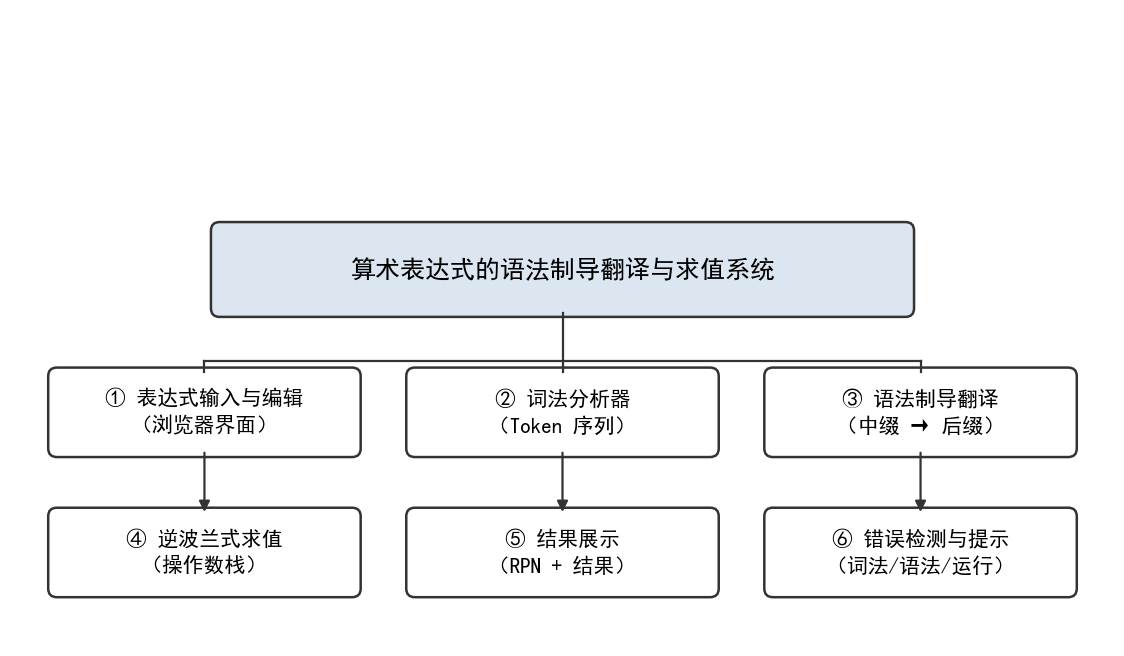 算术表达式的语法制导翻译与求值系统
① 表达式输入与编辑
（浏览器界面）
② 词法分析器
（Token 序列）
③ 语法制导翻译
（中缀 → 后缀）
④ 逆波兰式求值
（操作数栈）
⑤ 结果展示
（RPN + 结果）
⑥ 错误检测与提示
（词法/语法/运行）